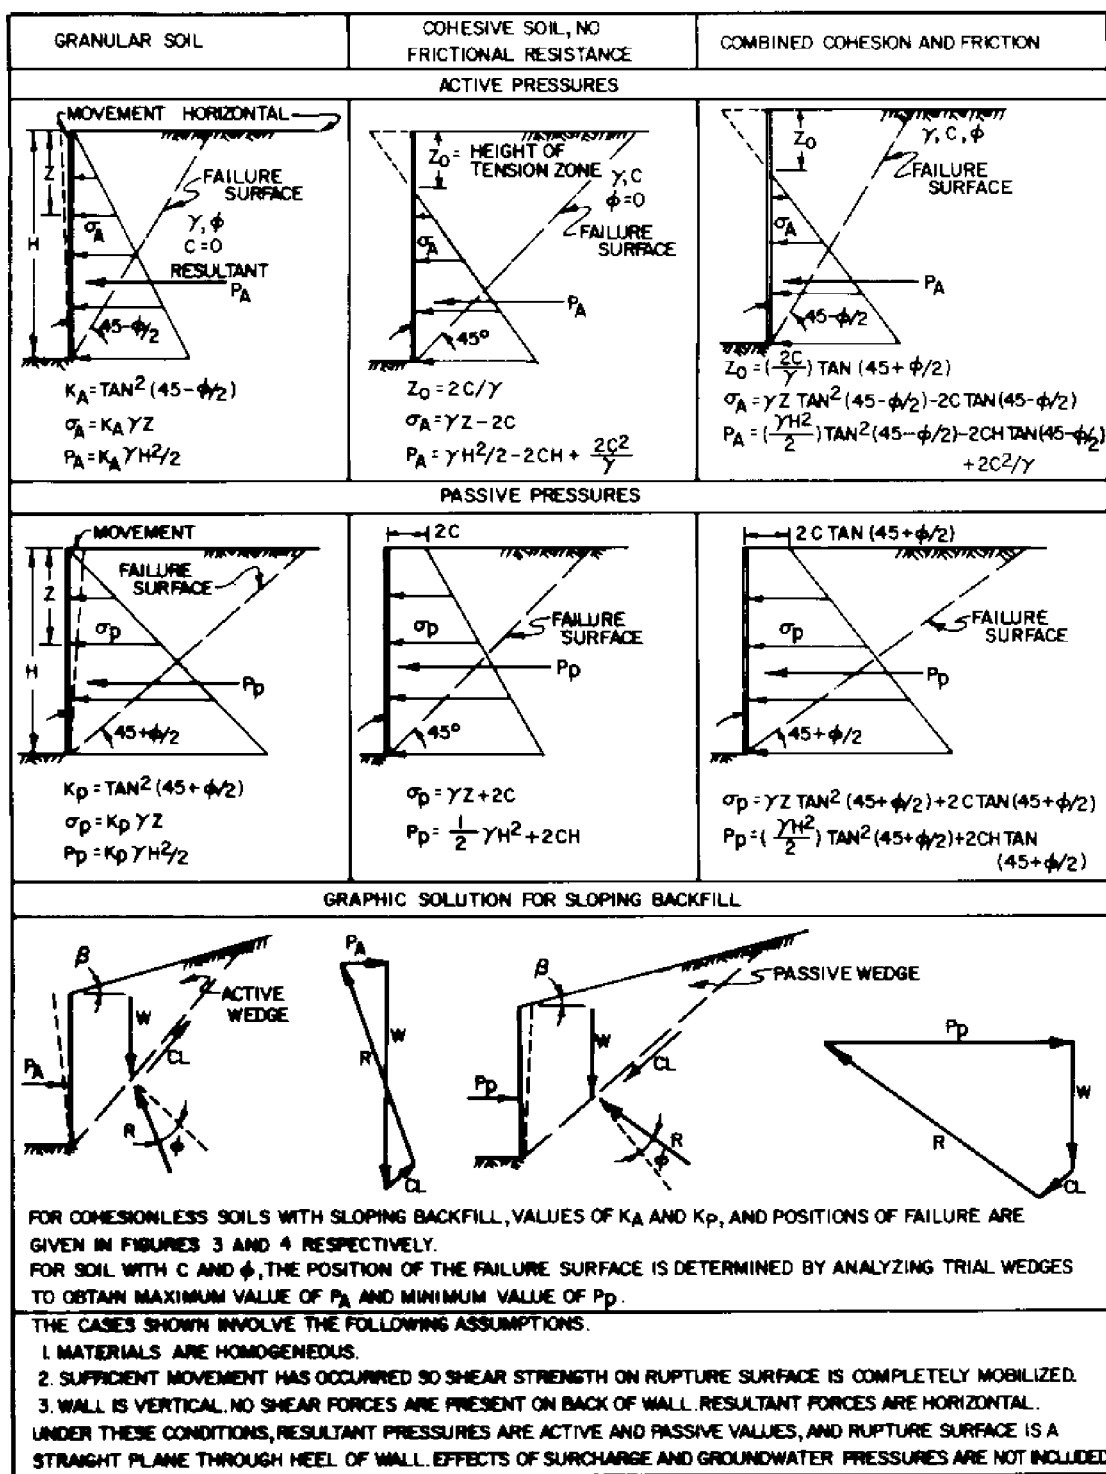 GRANULAR SOIL
COHESIVE SOIL, NO
FRICTIONAL RESISTANCE
COMBINED COHESION AND FRICTION
ACTIVE PRESSURES
MOVEMENT HORIZONTAL
Z
H
FAILURE
SURFACE
γ, ϕ
C=0
σA
RESULTANT
PA
45-ϕ/2
KA = TAN² (45-ϕ/2)
σA = KA γZ
PA = KA γH²/2
Z0 = HEIGHT OF
TENSION ZONE
γ, C
ϕ=0
FAILURE
SURFACE
σA
PA
45°
Z0 = 2C/γ
σA = γZ - 2C
PA = γH²/2 - 2CH + 2C²/γ
Z0
γ, C, ϕ
FAILURE
SURFACE
σA
PA
45-ϕ/2
Z0 = (2C/γ) TAN (45+ϕ/2)
σA = γZ TAN² (45-ϕ/2) -2C TAN (45-ϕ/2)
PA = (γH²/2) TAN² (45-ϕ/2) -2CH TAN (45-ϕ/2)
+2C²/γ
PASSIVE PRESSURES
MOVEMENT
FAILURE
SURFACE
Z
H
σp
Pp
45+ϕ/2
Kp = TAN² (45+ϕ/2)
σp = Kp γZ
Pp = Kp γH²/2
2C
FAILURE
SURFACE
σp
Pp
45°
σp = γZ + 2C
Pp = 1/2 γH² + 2CH
2C TAN (45+ϕ/2)
σp
FAILURE
SURFACE
Pp
45+ϕ/2
σp = γZ TAN² (45+ϕ/2) + 2C TAN (45+ϕ/2)
Pp = (γH²/2) TAN² (45+ϕ/2) + 2CH TAN
(45+ϕ/2)
GRAPHIC SOLUTION FOR SLOPING BACKFILL
β
ACTIVE
WEDGE
W
CL
PA
R
ϕ
PA
W
R
CL
β
PASSIVE WEDGE
W
CL
Pp
R
ϕ
Pp
W
R
CL
FOR COHESIONLESS SOILS WITH SLOPING BACKFILL, VALUES OF KA AND Kp, AND POSITIONS OF FAILURE ARE
GIVEN IN FIGURES 3 AND 4 RESPECTIVELY.
FOR SOIL WITH C AND ϕ, THE POSITION OF THE FAILURE SURFACE IS DETERMINED BY ANALYZING TRIAL WEDGES
TO OBTAIN MAXIMUM VALUE OF PA AND MINIMUM VALUE OF Pp.
THE CASES SHOWN INVOLVE THE FOLLOWING ASSUMPTIONS.
1. MATERIALS ARE HOMOGENEOUS.
2. SUFFICIENT MOVEMENT HAS OCCURRED SO SHEAR STRENGTH ON RUPTURE SURFACE IS COMPLETELY MOBILIZED.
3. WALL IS VERTICAL. NO SHEAR FORCES ARE PRESENT ON BACK OF WALL. RESULTANT FORCES ARE HORIZONTAL.
UNDER THESE CONDITIONS, RESULTANT PRESSURES ARE ACTIVE AND PASSIVE VALUES, AND RUPTURE SURFACE IS A
STRAIGHT PLANE THROUGH HEEL OF WALL. EFFECTS OF SURCHARGE AND GROUNDWATER PRESSURES ARE NOT INCLUDED